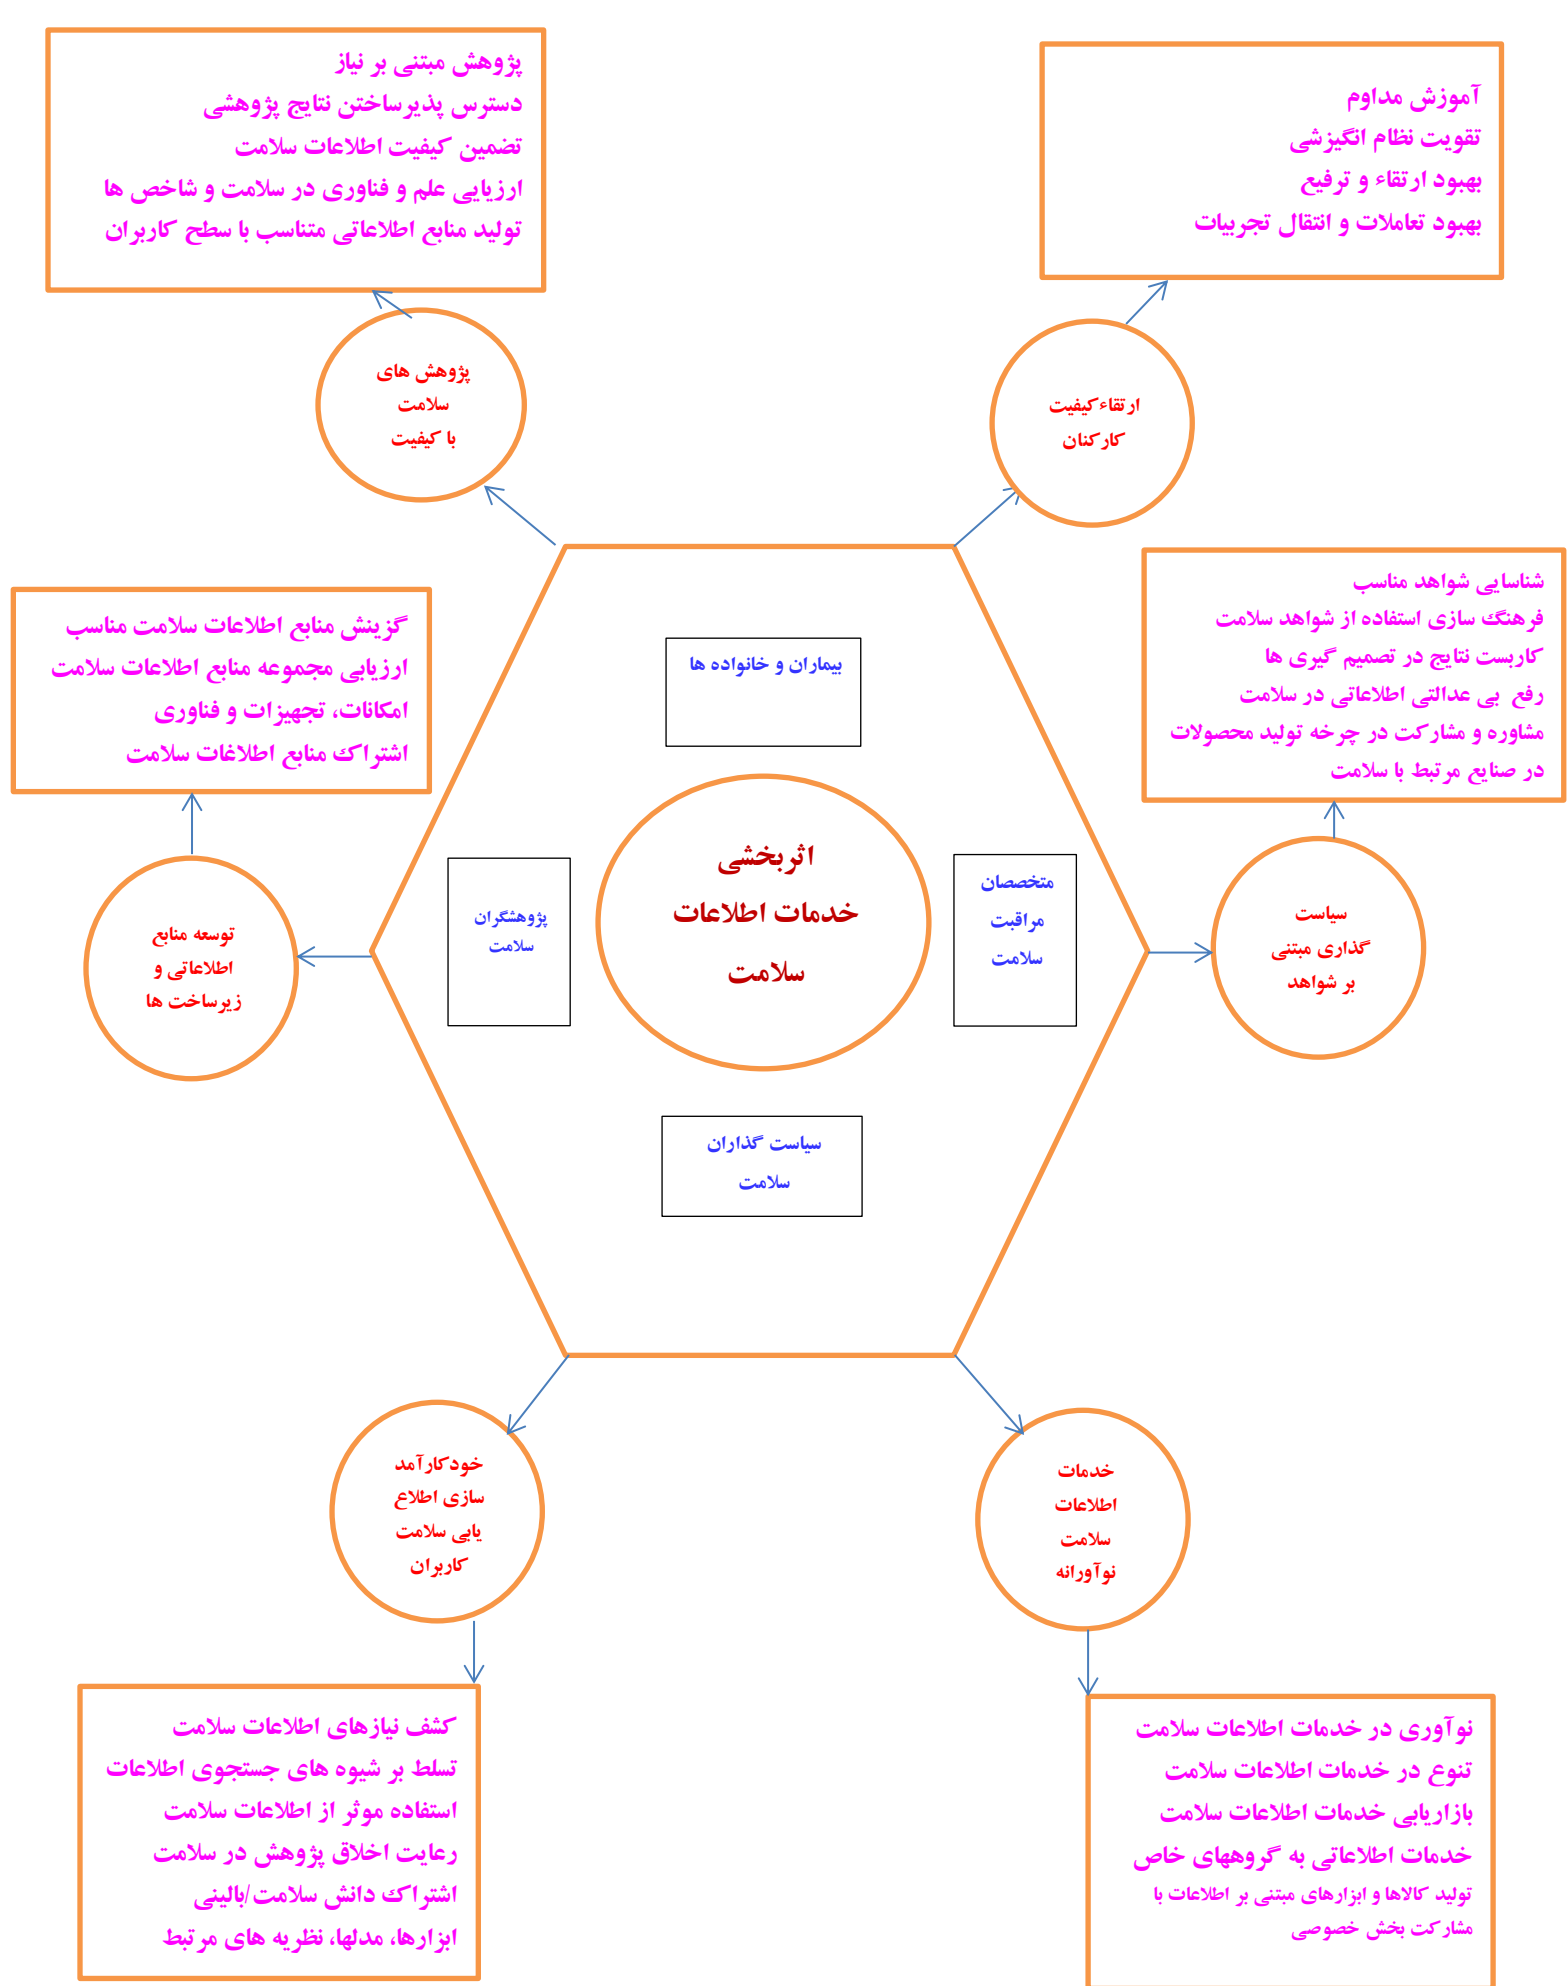 آموزش مداوم
تقویت نظام انگیزشی
بهبود ارتقاء و ترفیع
بهبود تعاملات و انتقال تجربیات
پژوهش مبتنی بر نیاز
دسترس پذیرساختن نتایج پژوهشی
تضمین کیفیت اطلاعات سلامت
ارزیابی علم و فناوری در سلامت و شاخص ها
تولید منابع اطلاعاتی متناسب با سطح کاربران
ارتقاء کیفیت
کارکنان
پژوهش های
سلامت
با کیفیت
شناسایی شواهد مناسب
فرهنگ سازی استفاده از شواهد سلامت
کاربست نتایج در تصمیم گیری ها
رفع بی عدالتی اطلاعاتی در سلامت
مشاوره و مشارکت در چرخه تولید محصولات
در صنایع مرتبط با سلامت
بیماران و خانواده ها
گزینش منابع اطلاعات سلامت مناسب
ارزیابی مجموعه منابع اطلاعات سلامت
امکانات، تجهیزات و فناوری
اشتراک منابع اطلاغات سلامت
سیاست
گذاری مبتنی
بر شواهد
متخصصان
مراقبت
سلامت
اثربخشی
خدمات اطلاعات
سلامت
پژوهشگران
سلامت
توسعه منابع
اطلاعاتی و
زیرساخت ها
سیاست گذاران
سلامت
خدمات
اطلاعات
سلامت
نوآورانه
خودکارآمد
سازی اطلاع
یابی سلامت
کاربران
نوآوری در خدمات اطلاعات سلامت
تنوع در خدمات اطلاعات سلامت
بازاریابی خدمات اطلاعات سلامت
خدمات اطلاعاتی به گروههای خاص
تولید کالاها و ابزارهای مبتنی بر اطلاعات با
مشارکت بخش خصوصی
کشف نیازهای اطلاعات سلامت
تسلط بر شیوه های جستجوی اطلاعات
استفاده موثر از اطلاعات سلامت
رعایت اخلاق پژوهش در سلامت
اشتراک دانش سلامت/بالینی
ابزارها، مدلها، نظریه های مرتبط